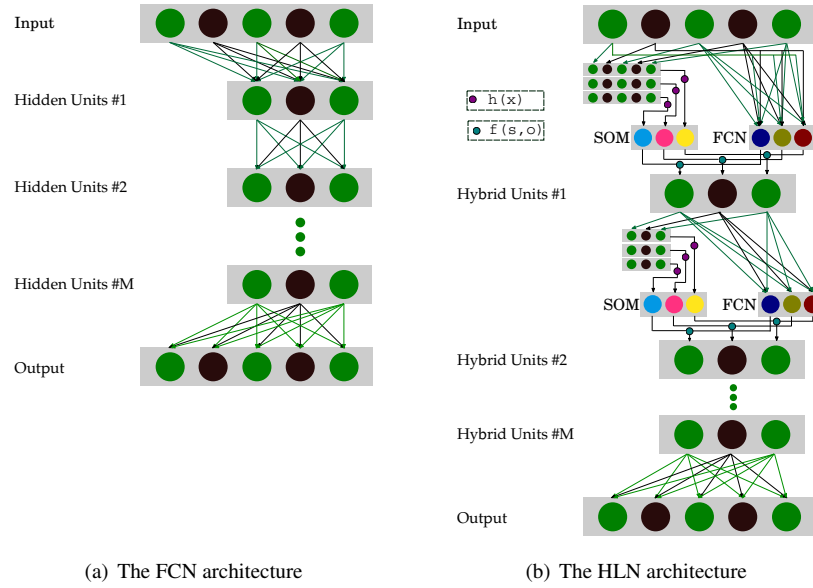 Input
Hidden Units #1
Hidden Units #2
Hidden Units #M
Output
(a) The FCN architecture
Input
h(x)
f(s,o)
SOM
FCN
Hybrid Units #1
SOM
FCN
Hybrid Units #2
Hybrid Units #M
Output
(b) The HLN architecture